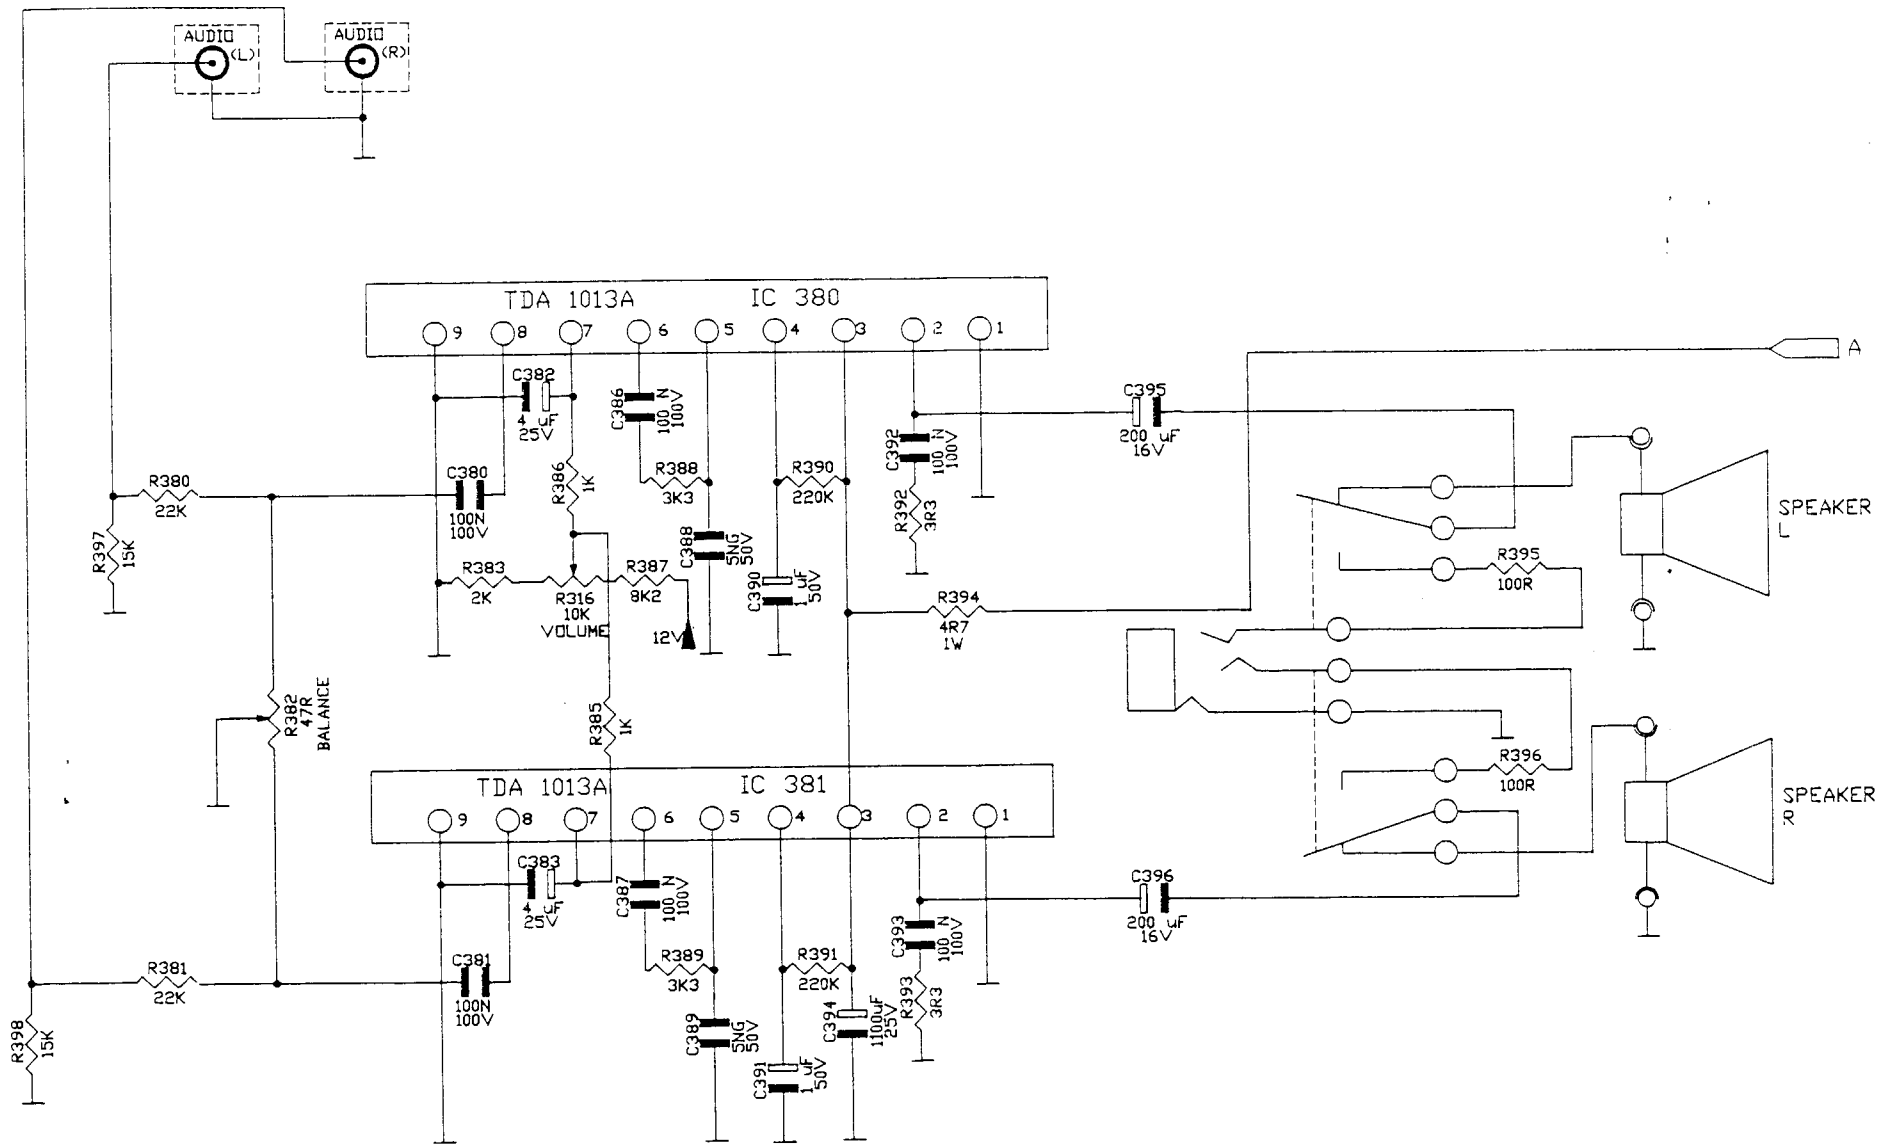 AUDIO
(L)
AUDIO
(R)
TDA 1013A IC 380
9 8 7 6 5 4 3 2 1
A
C382
4 uF
25V
C386
100 N
100V
C395
200 uF
16V
C392
100 N
100V
R380
22K
C380
100N
100V
R386
1K
R388
3K3
R390
220K
R392
3R3
SPEAKER
L
R397
15K
C388
5NG
50V
R395
100R
R383
2K
R316
10K
VOLUME
R387
8K2
12V
C390
1 uF
50V
R394
4R7
1W
R382
47R
BALANCE
R385
1K
R396
100R
TDA 1013A IC 381
9 8 7 6 5 4 3 2 1
SPEAKER
R
C383
4 uF
25V
C387
100 N
100V
C396
200 uF
16V
C393
100 N
100V
R381
22K
C381
100N
100V
R389
3K3
R391
220K
R393
3R3
R398
15K
C389
5NG
50V
C394
1100uF
25V
C391
1 uF
50V